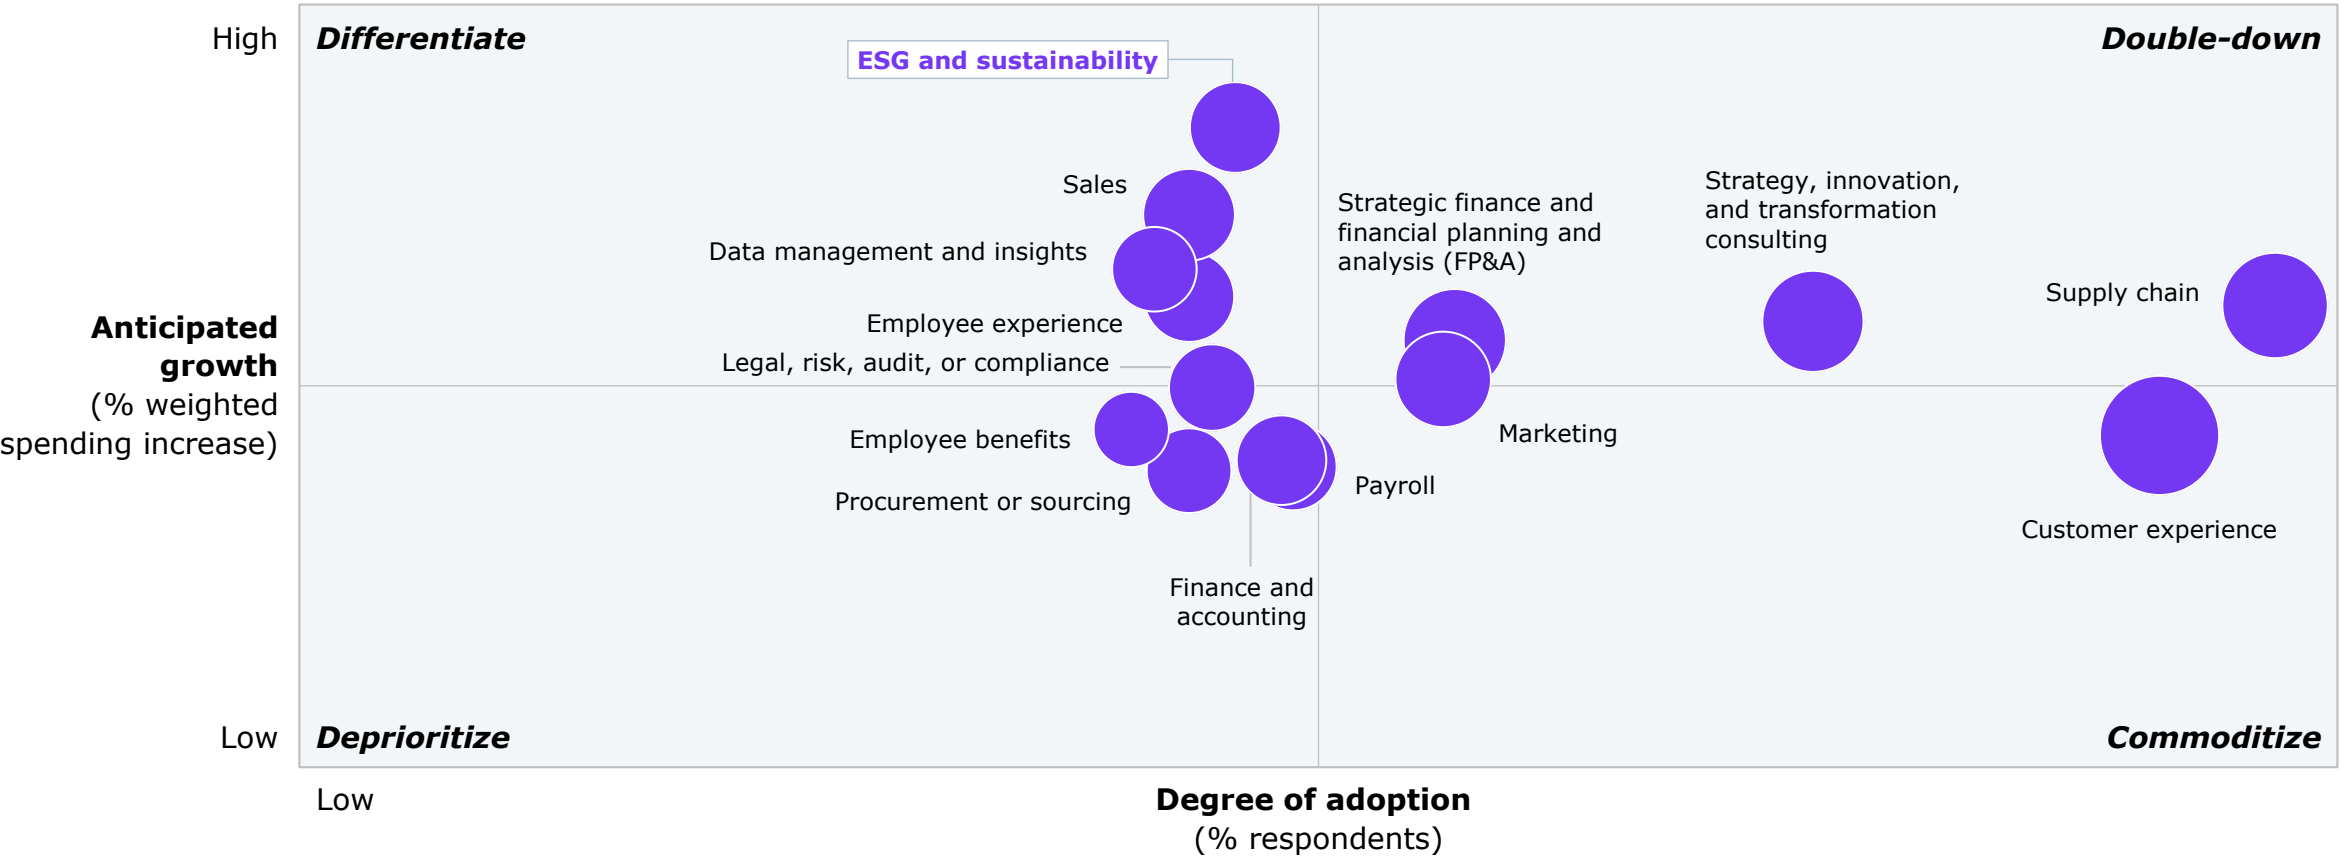 High
Differentiate
Double-down
ESG and sustainability
Sales
Data management and insights
Employee experience
Legal, risk, audit, or compliance
Strategic finance and
financial planning and
analysis (FP&A)
Strategy, innovation,
and transformation
consulting
Supply chain
Anticipated
growth
(% weighted
spending increase)
Employee benefits
Procurement or sourcing
Finance and
accounting
Payroll
Marketing
Customer experience
Low
Deprioritize
Commoditize
Low
Degree of adoption
(% respondents)